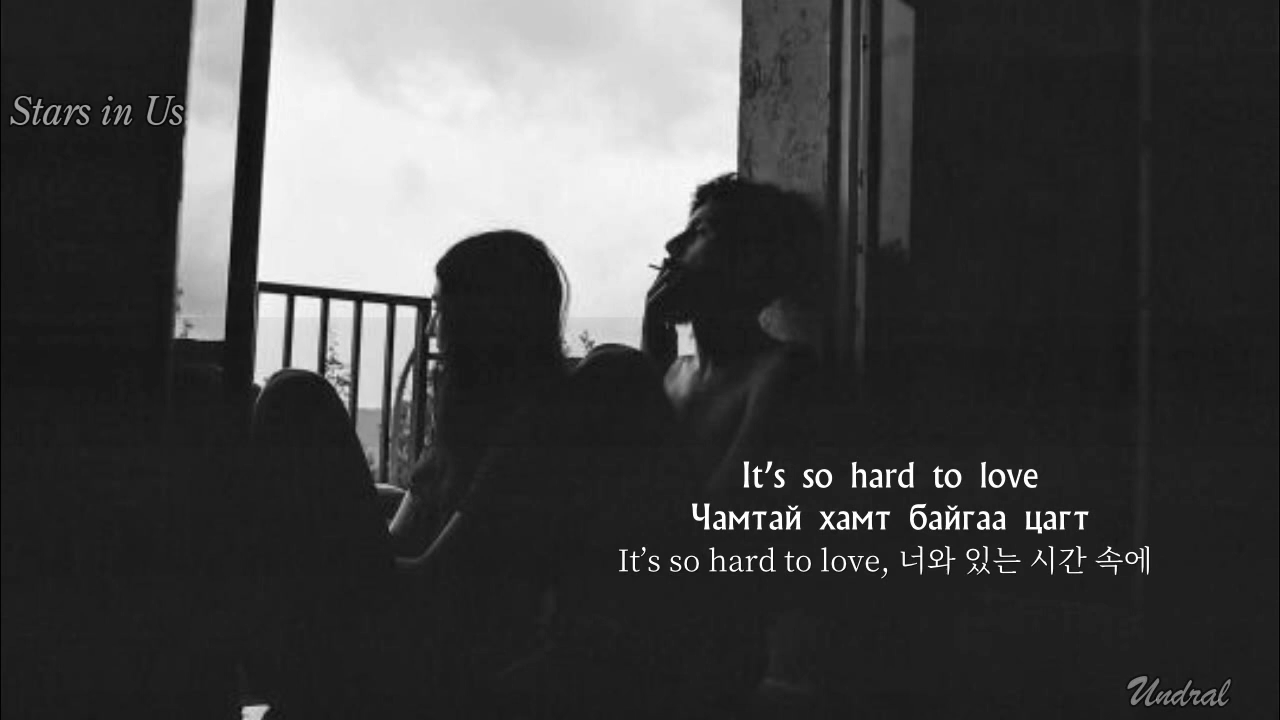 Stars in Us
It's so hard to love
Чамтай хамт байгаа цагт
It's so hard to love, 너와 있는 시간 속에
Undral